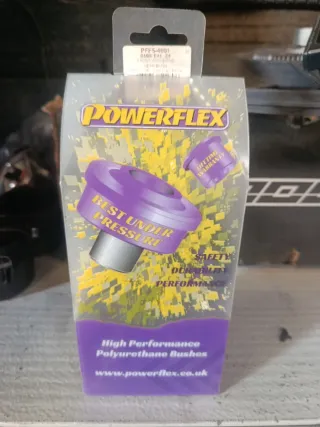 POWERFLEX
BEST UNDER
PRESSURE
SAFETY
DURABILITY
PERFORMANCE
High Performance
Polyurethane Bushes
www.powerflex.co.uk